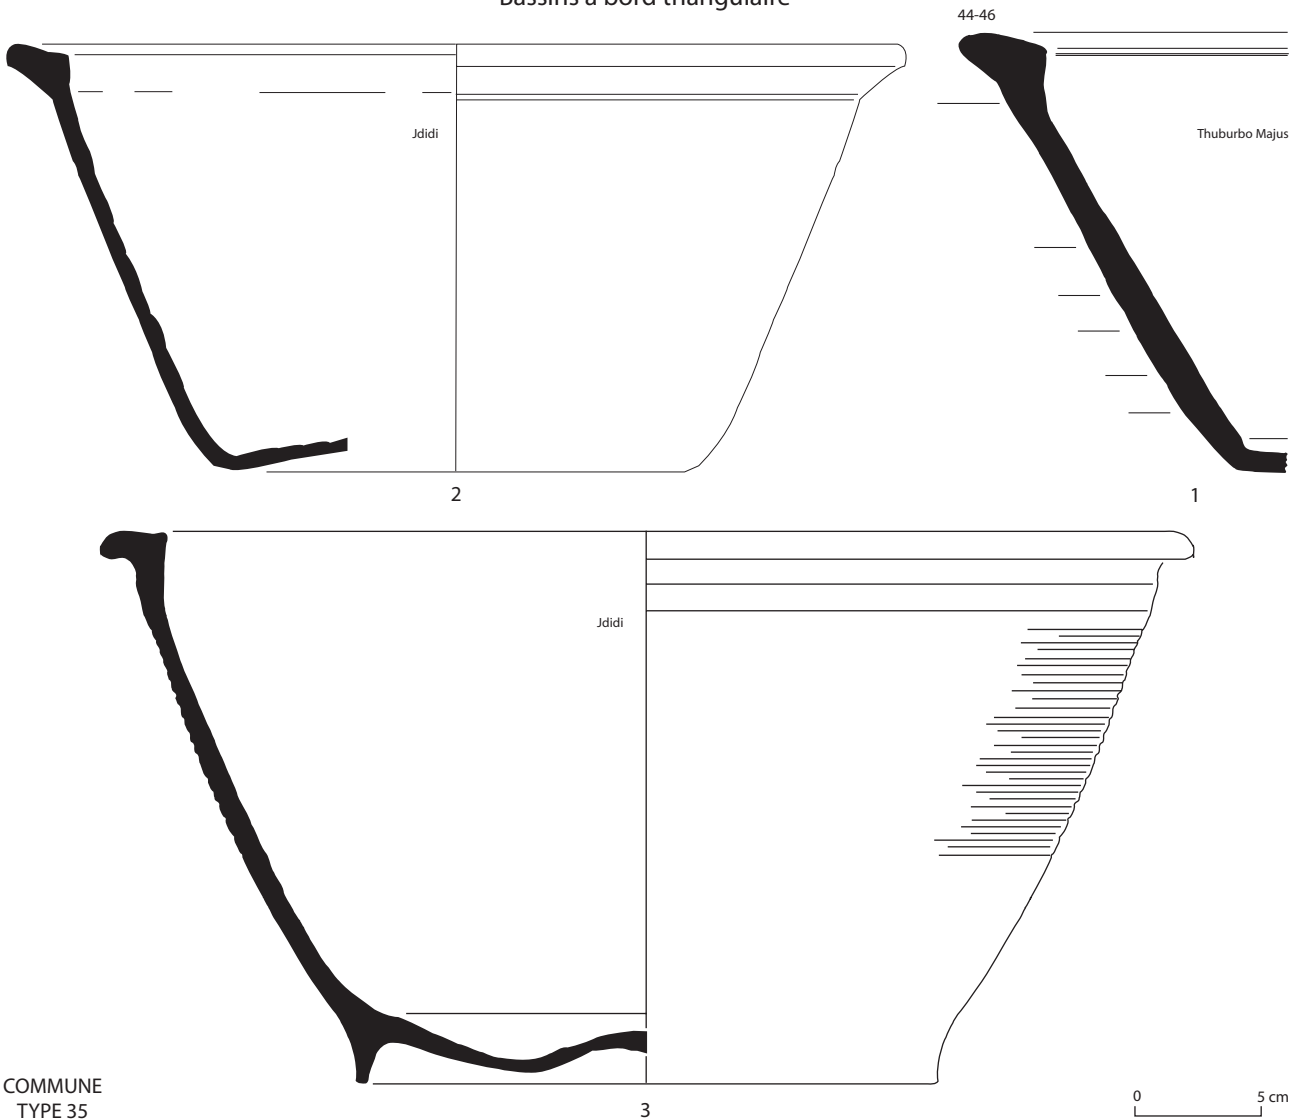 Bassins à bord triangulaire
44-46
Jdidi
Thuburbo Majus
2
1
Jdidi
COMMUNE
TYPE 35
3
0
5 cm